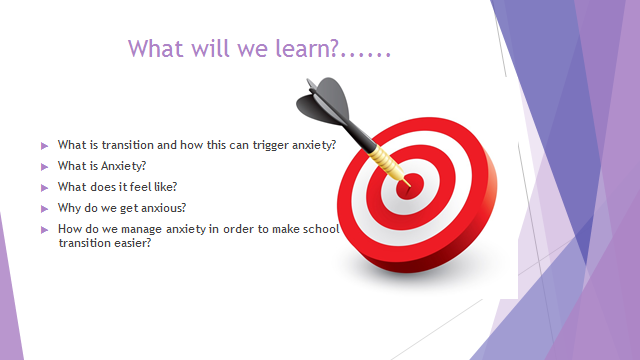 What will we learn?......
What is transition and how this can trigger anxiety?
What is Anxiety?
What does it feel like?
Why do we get anxious?
How do we manage anxiety in order to make school
transition easier?